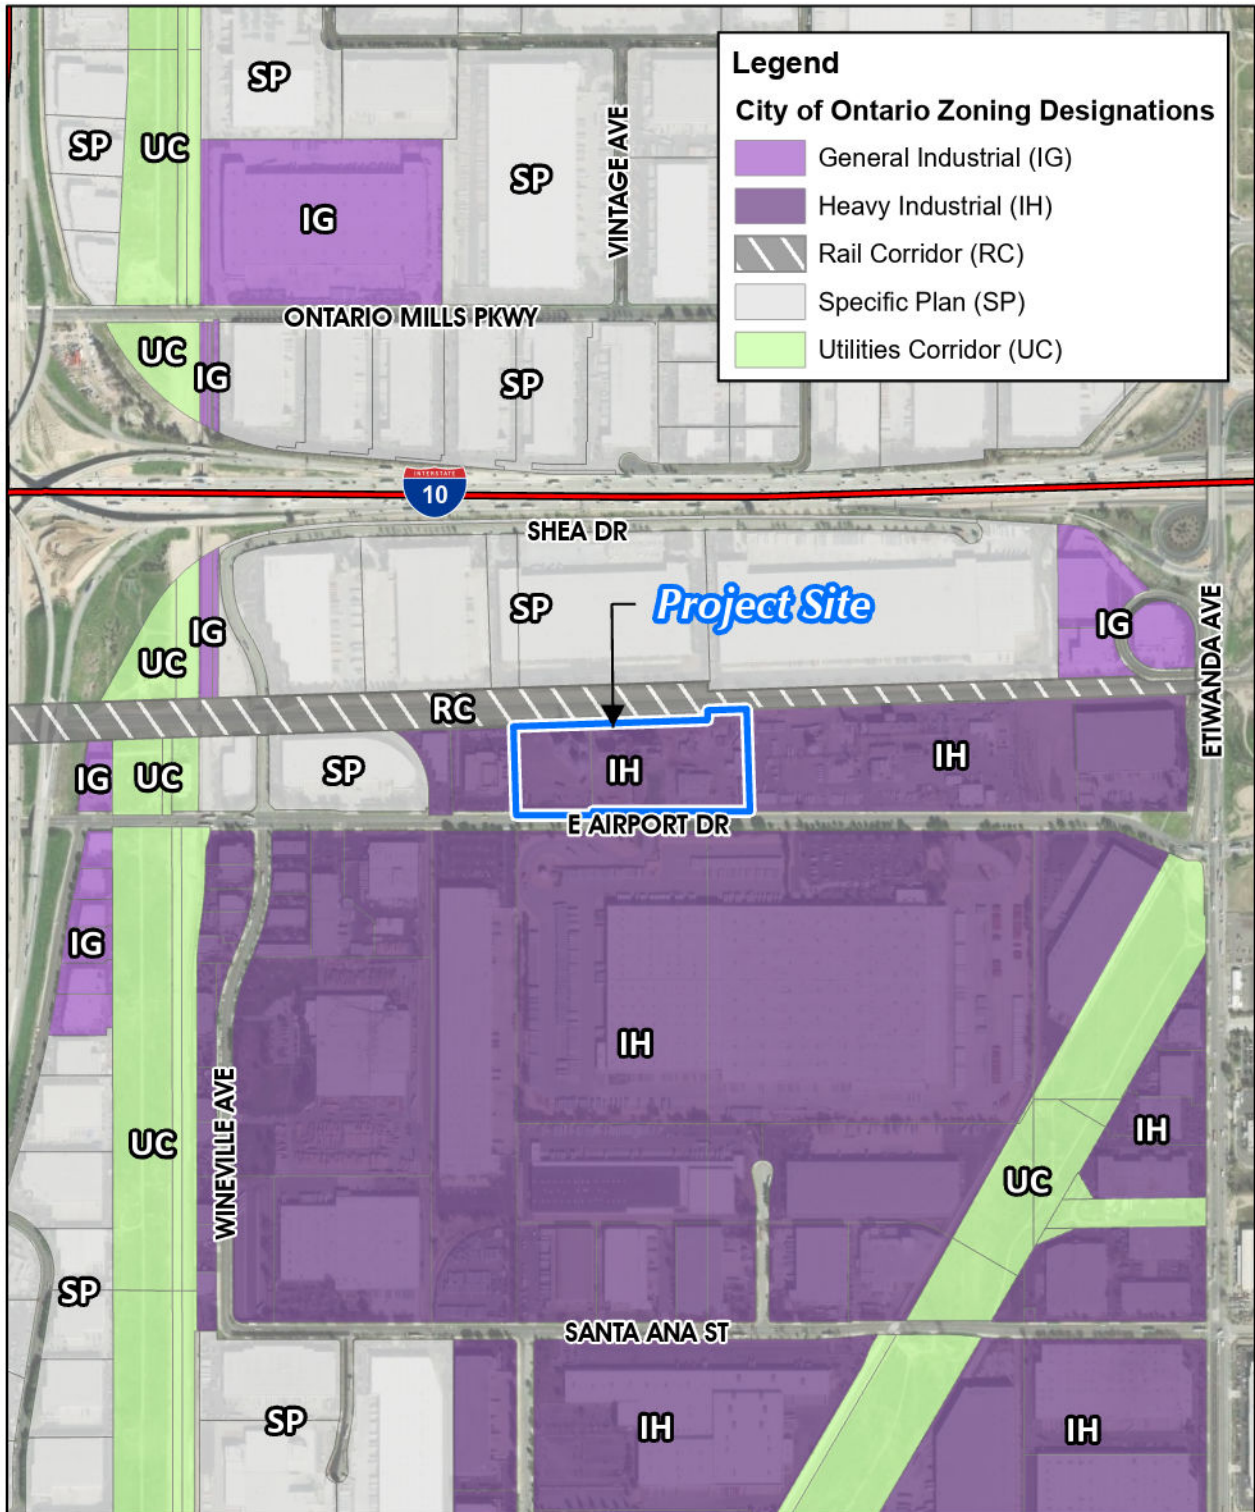 Legend
City of Ontario Zoning Designations
General Industrial (IG)
Heavy Industrial (IH)
Rail Corridor (RC)
Specific Plan (SP)
Utilities Corridor (UC)
SP
SP
UC
SP
VINTAGE AVE
IG
ONTARIO MILLS PKWY
UC
IG
SP
INTERSTATE
10
SHEA DR
Project Site
SP
IG
ETIWANDA AVE
IG
UC
RC
IG
UC
SP
IH
IH
E AIRPORT DR
IG
IH
WINEVILLE AVE
UC
IH
UC
SP
SANTA ANA ST
SP
IH
IH